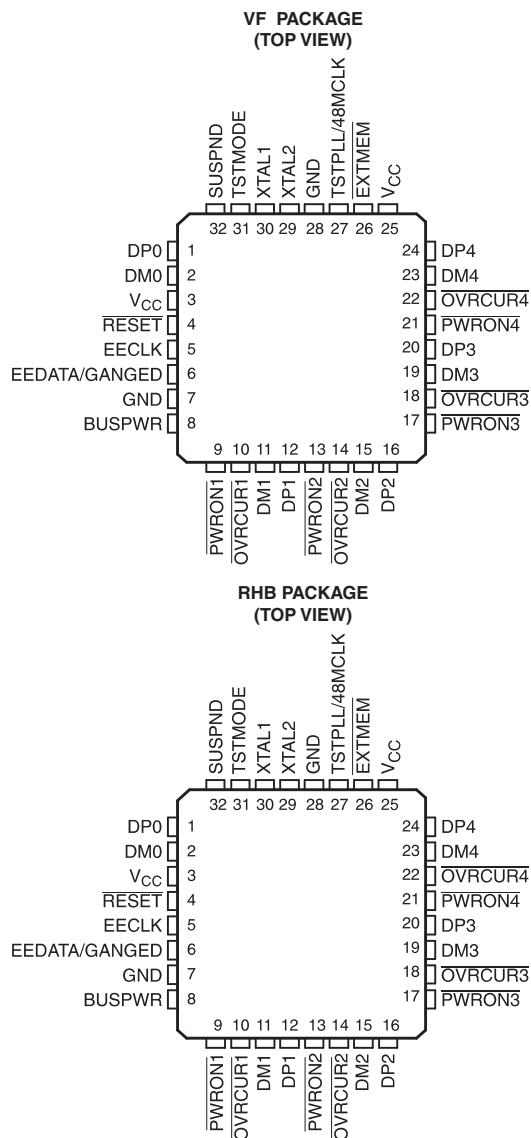 VF PACKAGE
(TOP VIEW)
SUSPND
TSTMODE
XTAL1
XTAL2
GND
TSTPLL/48MCLK
EXTMEM
VCC
32 31 30 29 28 27 26 25
DP0 1 24 DP4
DM0 2 23 DM4
VCC 3 22 OVRCUR4
RESET 4 21 PWRON4
EECLK 5 20 DP3
EEDATA/GANGED 6 19 DM3
GND 7 18 OVRCUR3
BUSPWR 8 17 PWRON3
9 10 11 12 13 14 15 16
PWRON1
OVRCUR1
DM1
DP1
PWRON2
OVRCUR2
DM2
DP2
RHB PACKAGE
(TOP VIEW)
SUSPND
TSTMODE
XTAL1
XTAL2
GND
TSTPLL/48MCLK
EXTMEM
VCC
32 31 30 29 28 27 26 25
DP0 1 24 DP4
DM0 2 23 DM4
VCC 3 22 OVRCUR4
RESET 4 21 PWRON4
EECLK 5 20 DP3
EEDATA/GANGED 6 19 DM3
GND 7 18 OVRCUR3
BUSPWR 8 17 PWRON3
9 10 11 12 13 14 15 16
PWRON1
OVRCUR1
DM1
DP1
PWRON2
OVRCUR2
DM2
DP2